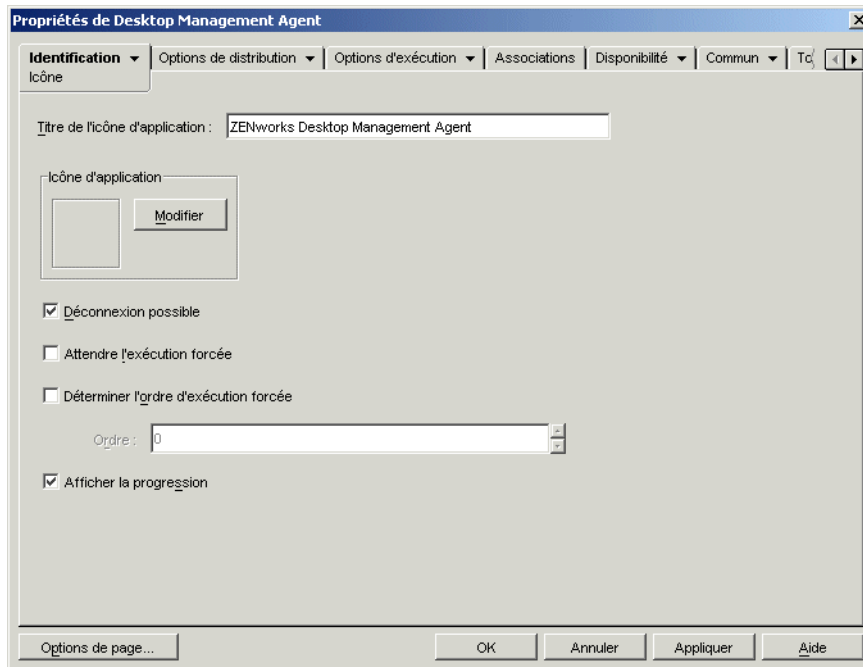 Propriétés de Desktop Management Agent
Identification Options de distribution Options d'exécution Associations Disponibilité Commun
Icône
Titre de l'icône d'application : ZENworks Desktop Management Agent
Icône d'application
Modifier
Déconnexion possible
Attendre l'exécution forcée
Déterminer l'ordre d'exécution forcée
Ordre : 0
Afficher la progression
Options de page... OK Annuler Appliquer Aide